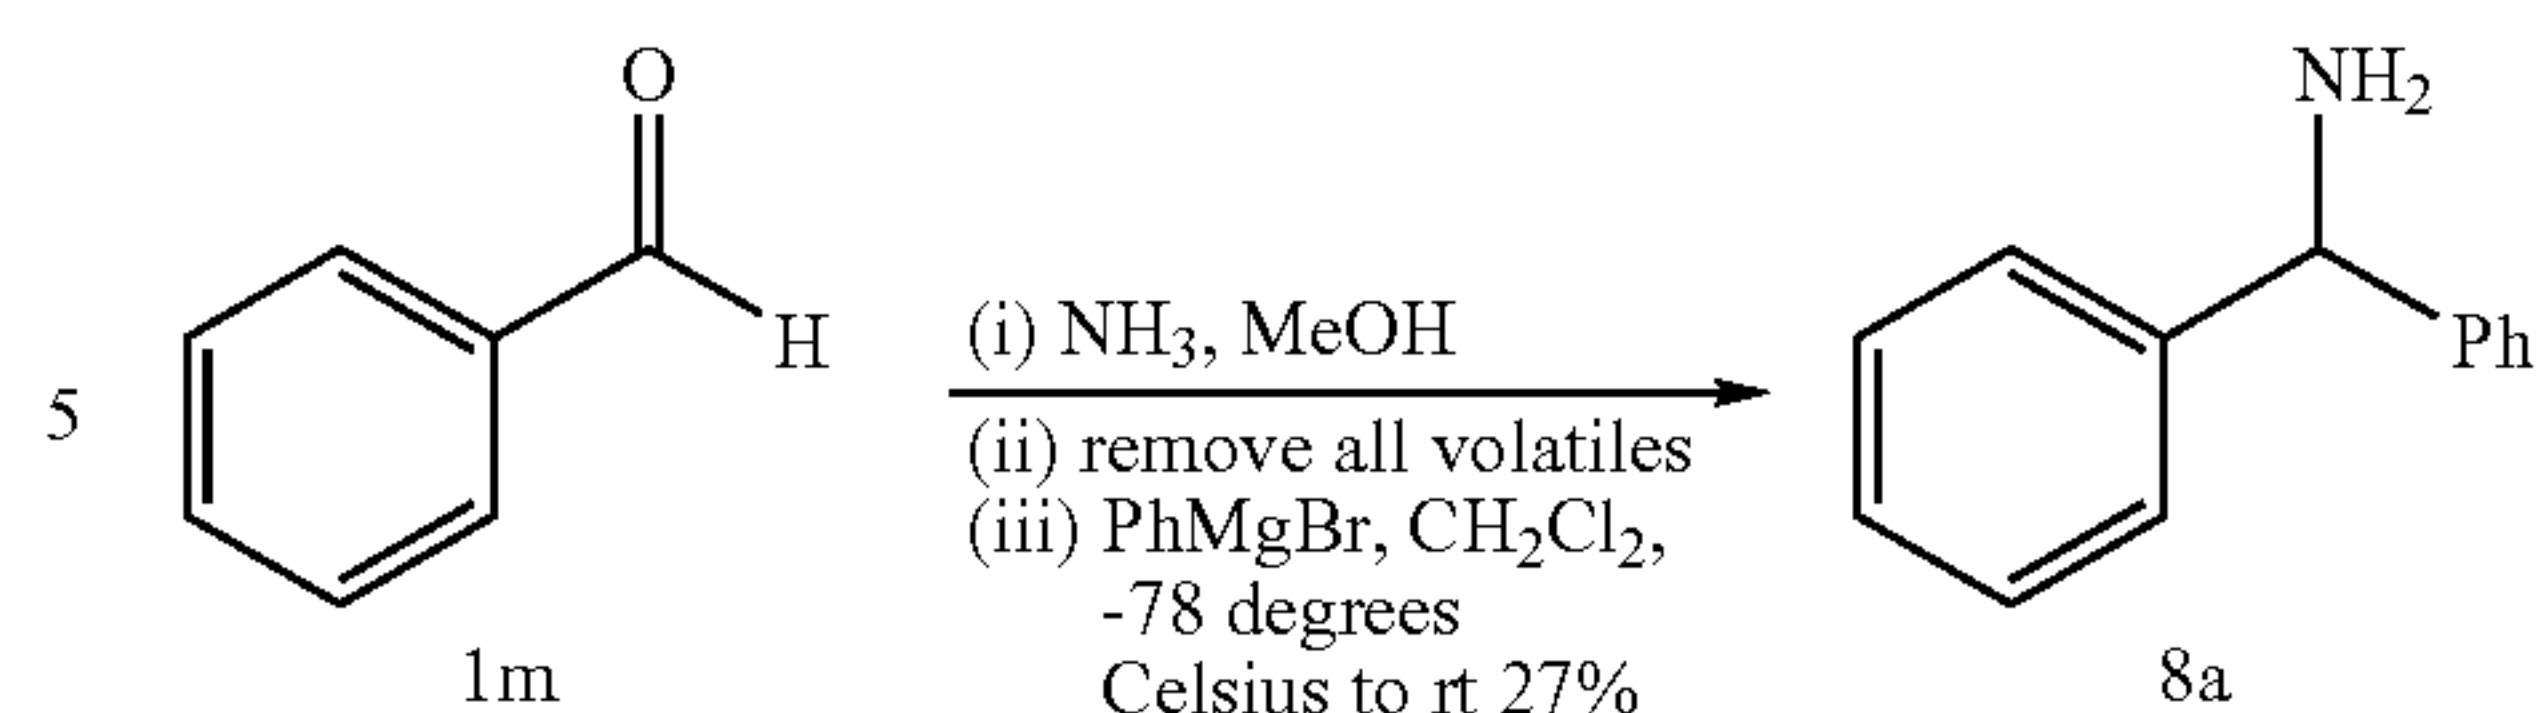 O
NH₂
(i) NH₃, MeOH
H
Ph
5
(ii) remove all volatiles
(iii) PhMgBr, CH₂Cl₂,
-78 degrees
Celsius to rt 27%
1m
8a